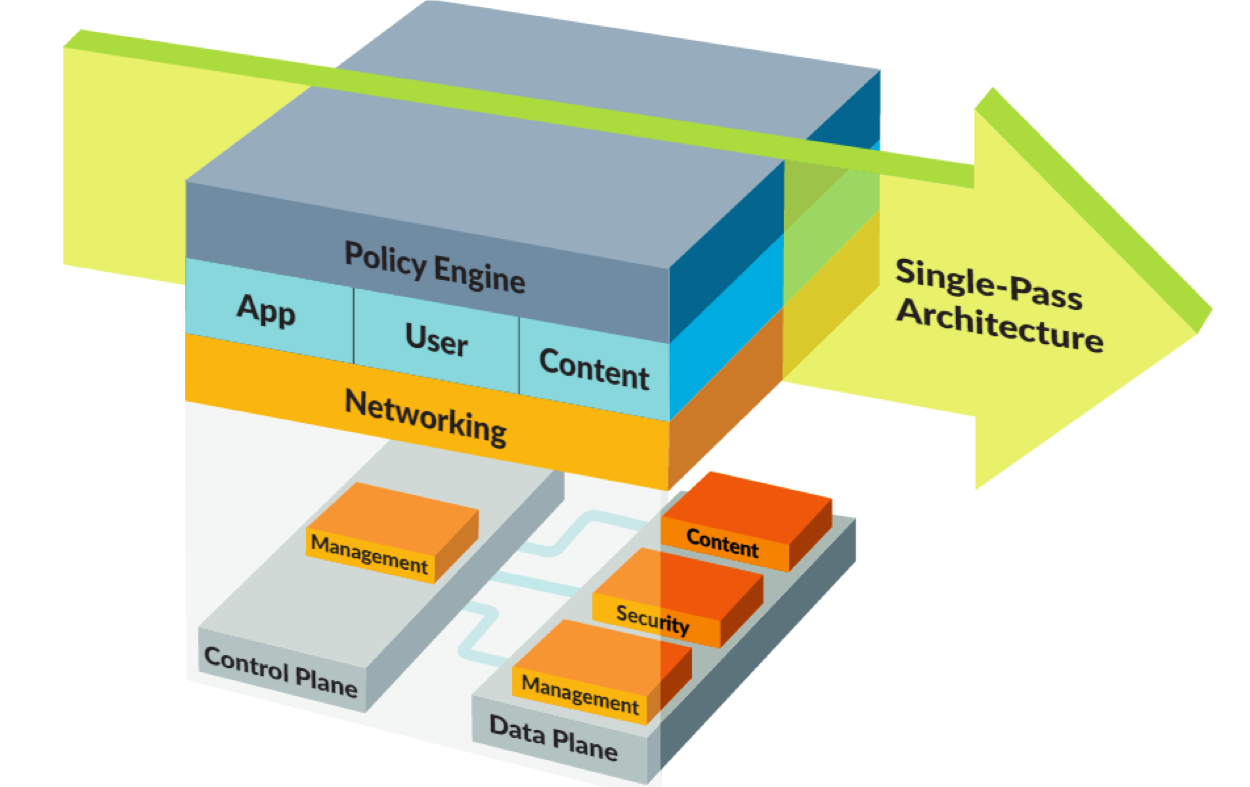 Policy Engine
App
User
Content
Networking
Single-Pass
Architecture
Management
Control Plane
Content
Security
Management
Data Plane